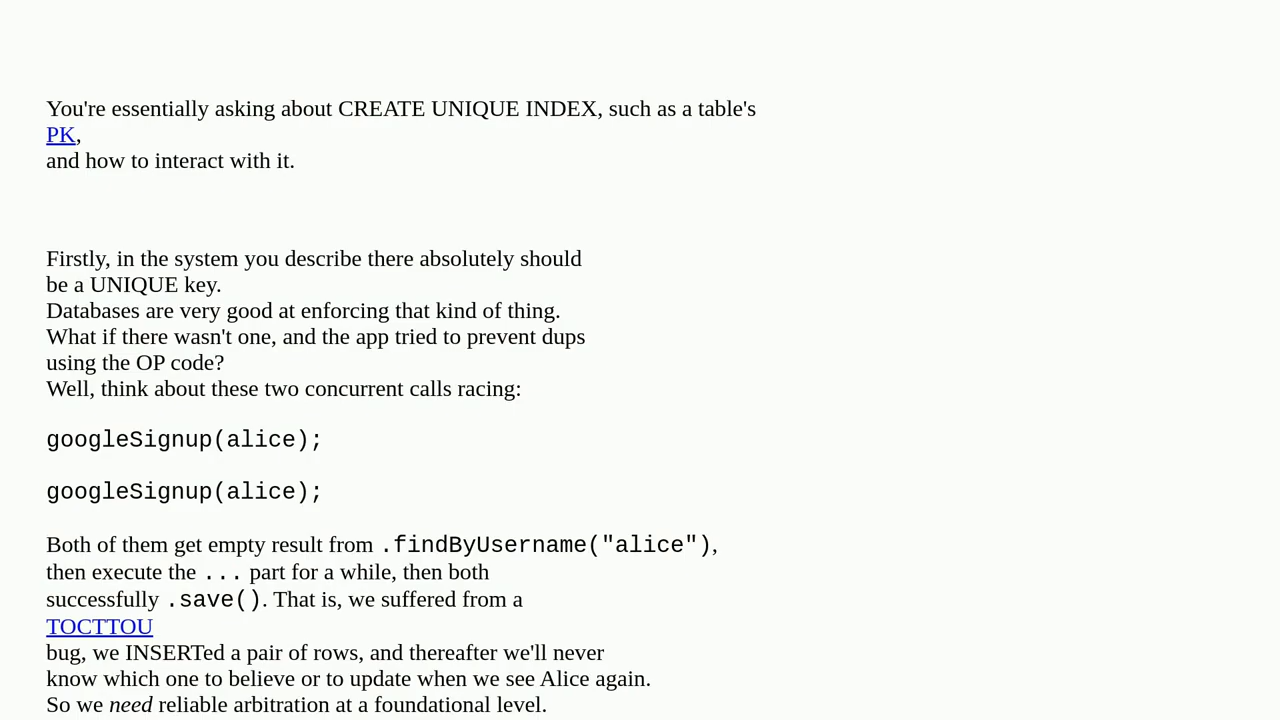 You're essentially asking about CREATE UNIQUE INDEX, such as a table's
PK,
and how to interact with it.
Firstly, in the system you describe there absolutely should
be a UNIQUE key.
Databases are very good at enforcing that kind of thing.
What if there wasn't one, and the app tried to prevent dups
using the OP code?
Well, think about these two concurrent calls racing:
googleSignup(alice);
googleSignup(alice);
Both of them get empty result from .findByUsername("alice"),
then execute the ... part for a while, then both
successfully .save(). That is, we suffered from a
TOCTTOU
bug, we INSERTed a pair of rows, and thereafter we'll never
know which one to believe or to update when we see Alice again.
So we need reliable arbitration at a foundational level.